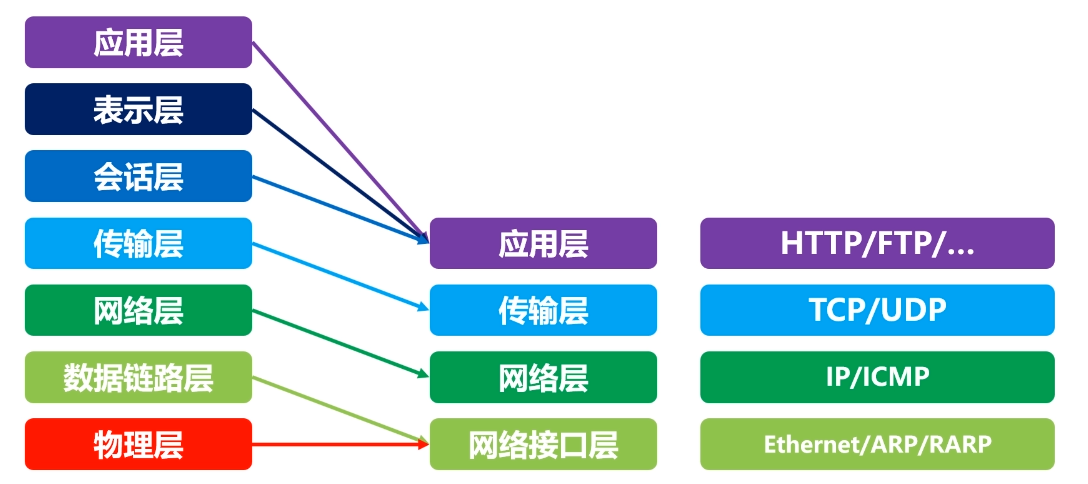 应用层
表示层
会话层
传输层
网络层
数据链路层
物理层
应用层
传输层
网络层
网络接口层
HTTP/FTP/...
TCP/UDP
IP/ICMP
Ethernet/ARP/RARP